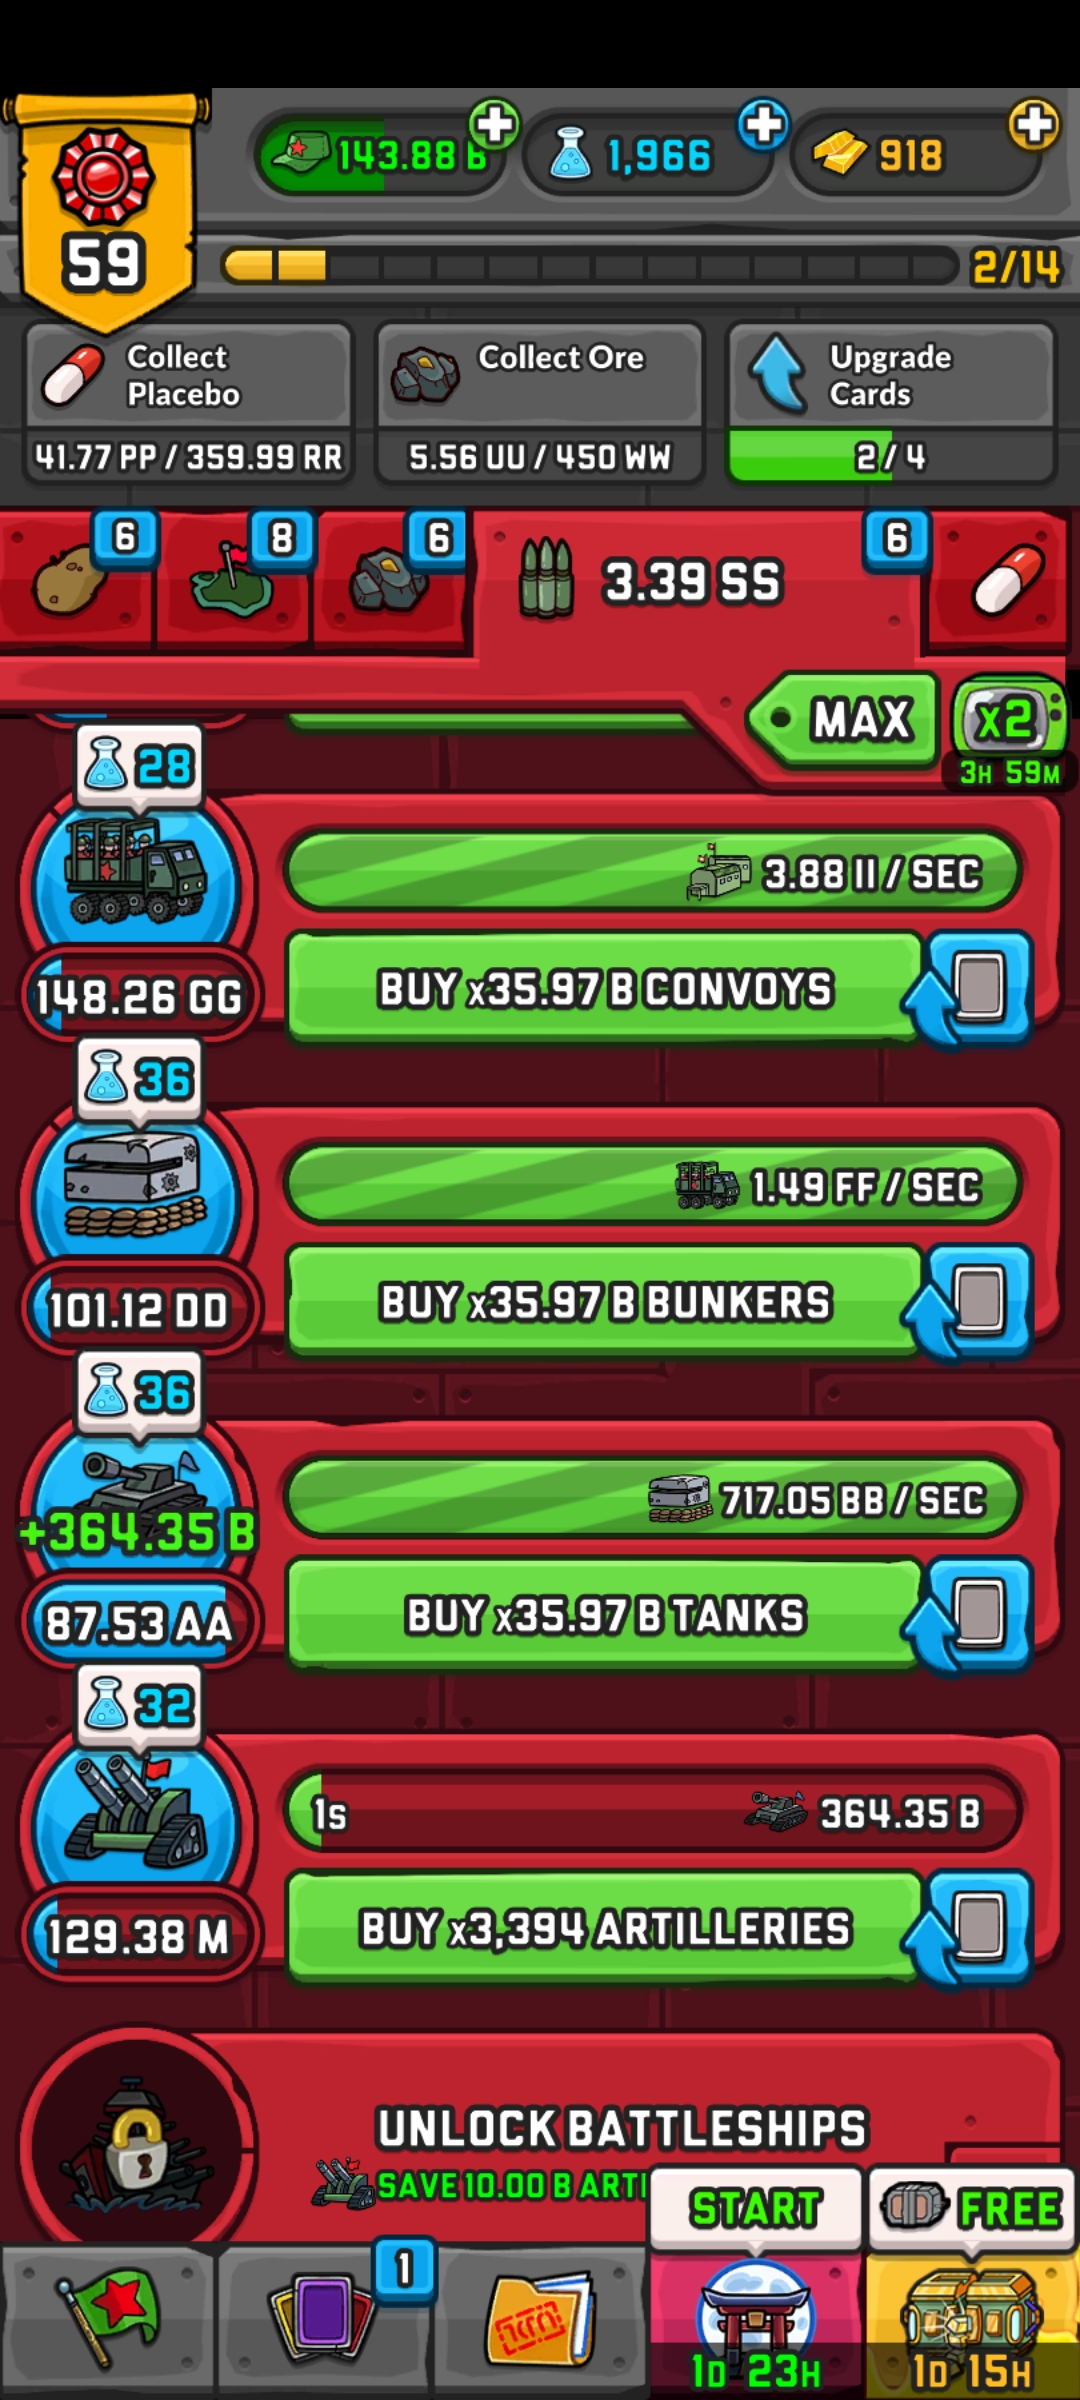 143.88 B
1,966
918
59
2/14
Collect
Placebo
41.77 PP / 359.99 RR
Collect Ore
5.56 UU / 450 WW
Upgrade
Cards
2 / 4
6
8
6
3.39 SS
6
MAX
x2
3H 59M
28
3.88 II / SEC
148.26 GG
BUY x35.97 B CONVOYS
36
1.49 FF / SEC
101.12 DD
BUY x35.97 B BUNKERS
36
717.05 BB / SEC
+364.35 B
87.53 AA
BUY x35.97 B TANKS
32
1s
364.35 B
129.38 M
BUY x3,394 ARTILLERIES
UNLOCK BATTLESHIPS
SAVE 10.00 B ARTI
START
FREE
1
1D 23H
1D 15H